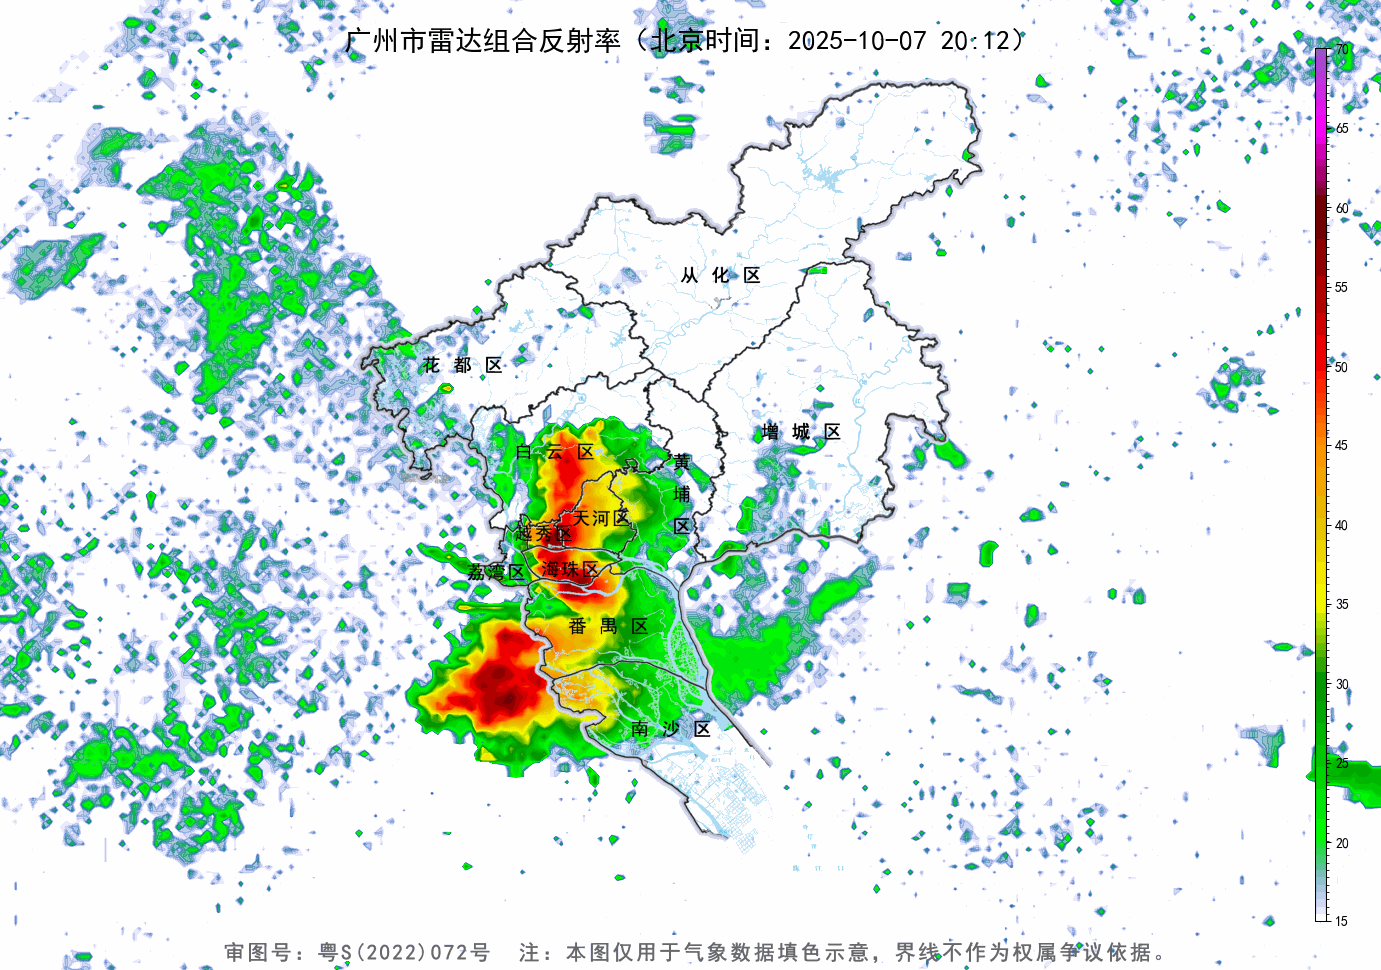 广州市雷达组合反射率（北京时间：2025-10-07 20:12）
70
65
60
55
50
45
40
35
30
25
20
15
从化区
花都区
增城区
白云区
黄埔区
天河区
越秀区
海珠区
荔湾区
番禺区
南沙区
审图号：粤S(2022)072号 注：本图仅用于气象数据填色示意，界线不作为权属争议依据。